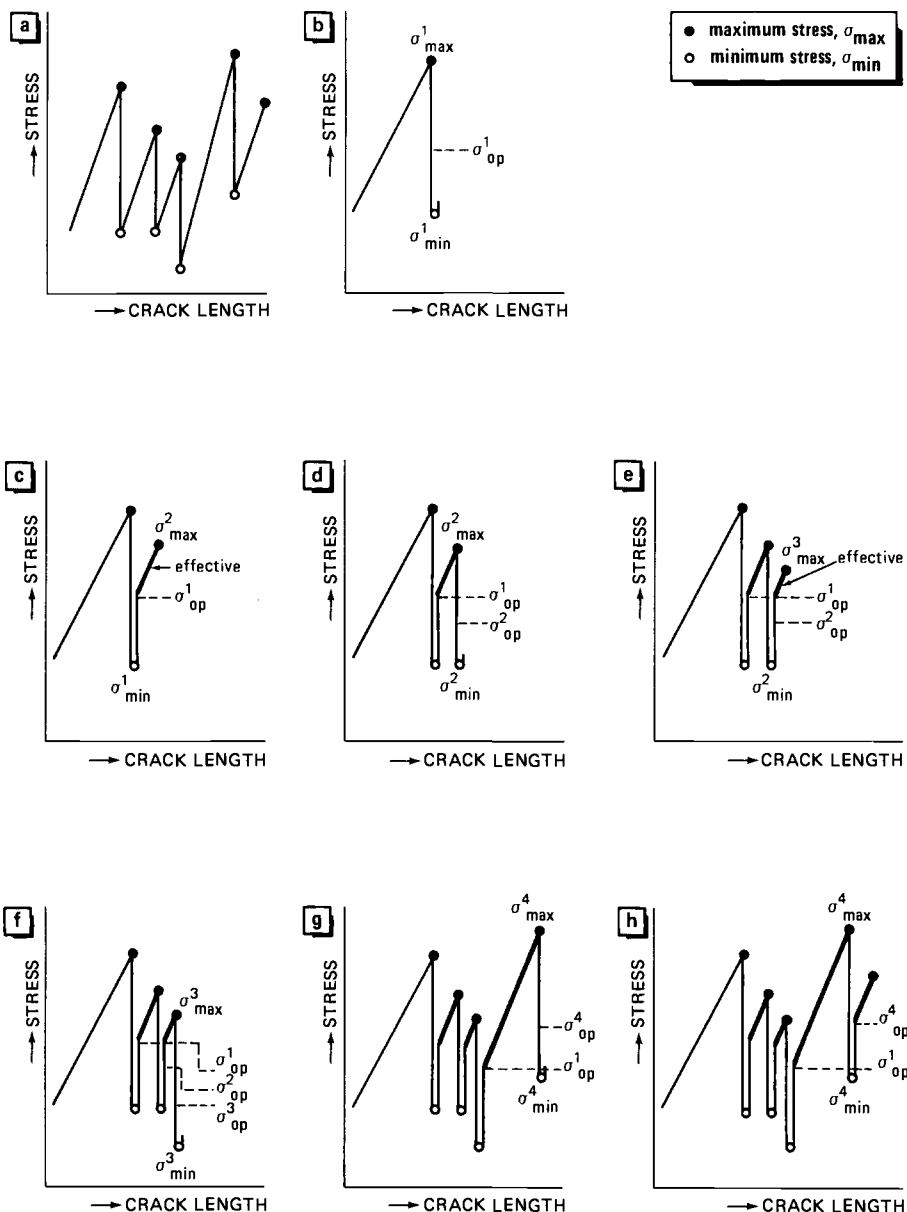 a
STRESS
CRACK LENGTH
b
STRESS
σ¹max
σ¹op
σ¹min
CRACK LENGTH
maximum stress, σmax
minimum stress, σmin
c
STRESS
σ²max
effective
σ¹op
σ¹min
CRACK LENGTH
d
STRESS
σ²max
σ¹op
σ²op
σ²min
CRACK LENGTH
e
STRESS
σ³max
effective
σ¹op
σ²op
σ²min
CRACK LENGTH
f
STRESS
σ³max
σ¹op
σ²op
σ³op
σ³min
CRACK LENGTH
g
STRESS
σ⁴max
σ⁴op
σ¹op
σ⁴min
CRACK LENGTH
h
STRESS
σ⁴max
σ⁴op
σ¹op
σ⁴min
CRACK LENGTH